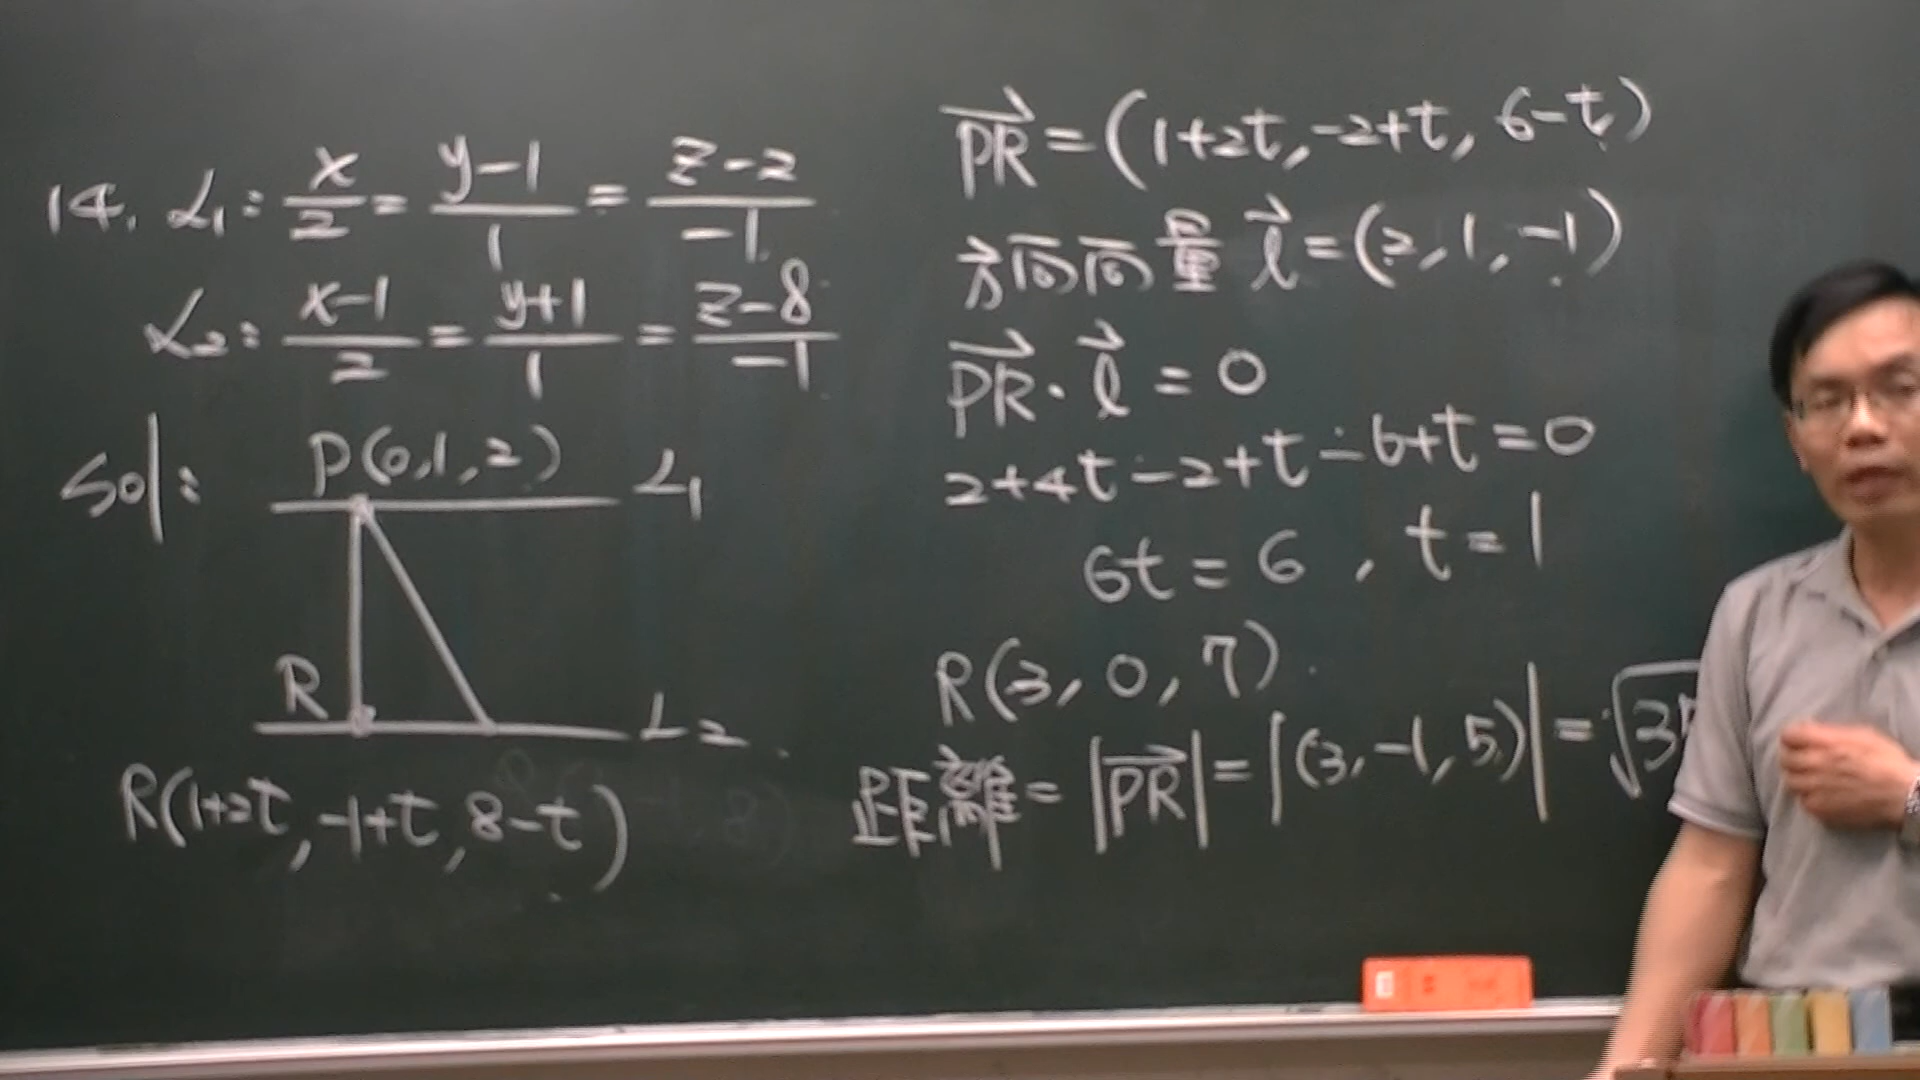 14. L₁: x/2 = (y-1)/1 = (z-2)/-1
L₂: (x-1)/2 = (y+1)/1 = (z-8)/-1
Sol:
P(0,1,2) L₁
R L₂
R(1+2t, -1+t, 8-t)
PR⃗ = (1+2t, -2+t, 6-t)
方向向量 l⃗ = (2,1,-1)
PR⃗ · l⃗ = 0
2+4t-2+t-6+t=0
6t=6, t=1
R(3,0,7)
距離 = |PR⃗| = |(3,-1,5)| = √35